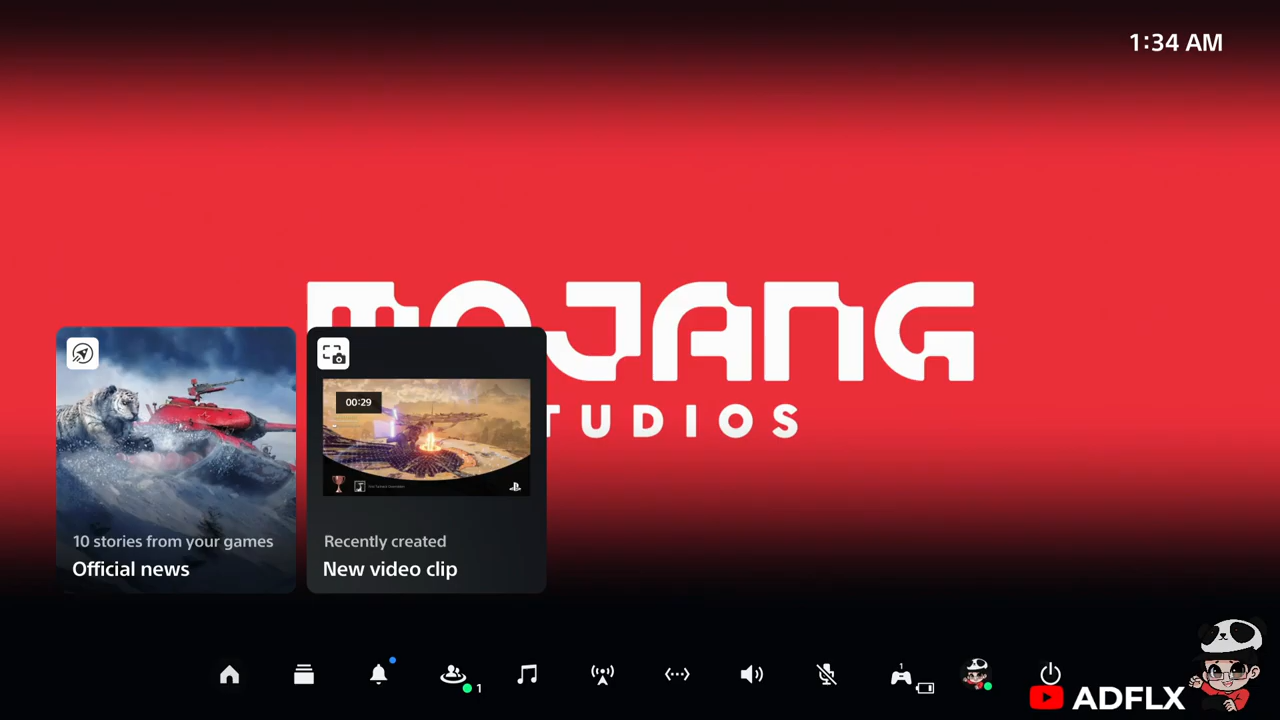 1:34 AM
MOJANG
TUDIOS
00:29
10 stories from your games
Official news
Recently created
New video clip
1
1
ADFLX